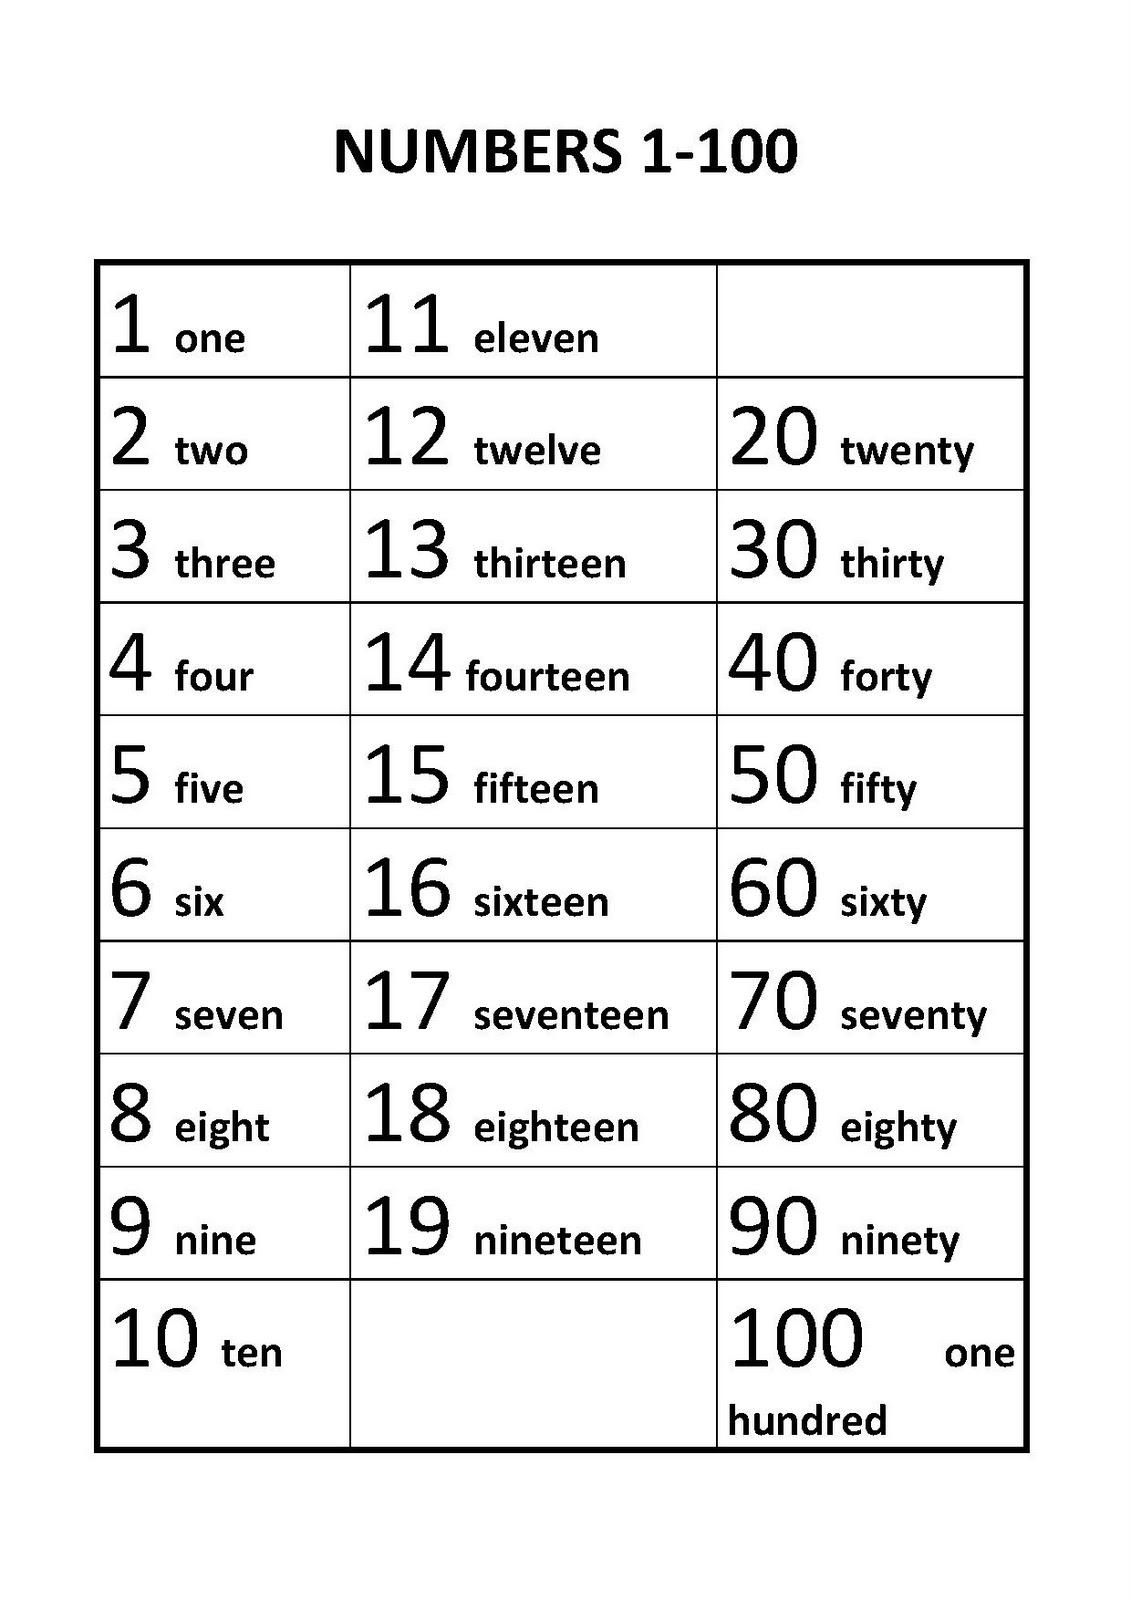 NUMBERS 1-100
1 one 11 eleven
2 two 12 twelve 20 twenty
3 three 13 thirteen 30 thirty
4 four 14 fourteen 40 forty
5 five 15 fifteen 50 fifty
6 six 16 sixteen 60 sixty
7 seven 17 seventeen 70 seventy
8 eight 18 eighteen 80 eighty
9 nine 19 nineteen 90 ninety
10 ten 100 one
hundred